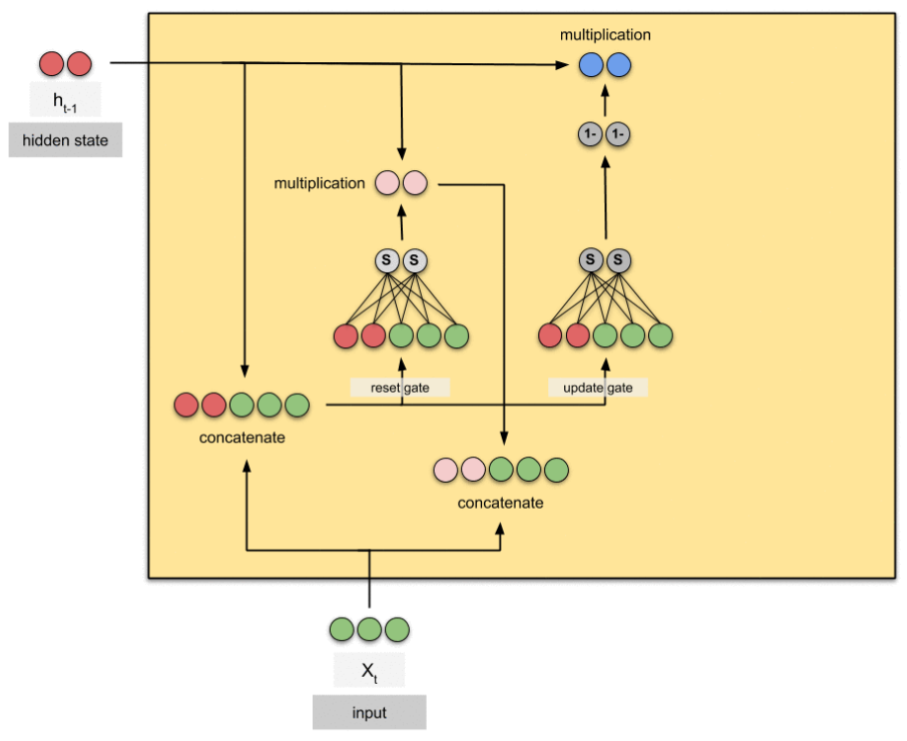 multiplication
h t-1
hidden state
1- 1-
multiplication
S S
S S
reset gate
update gate
concatenate
concatenate
X t
input